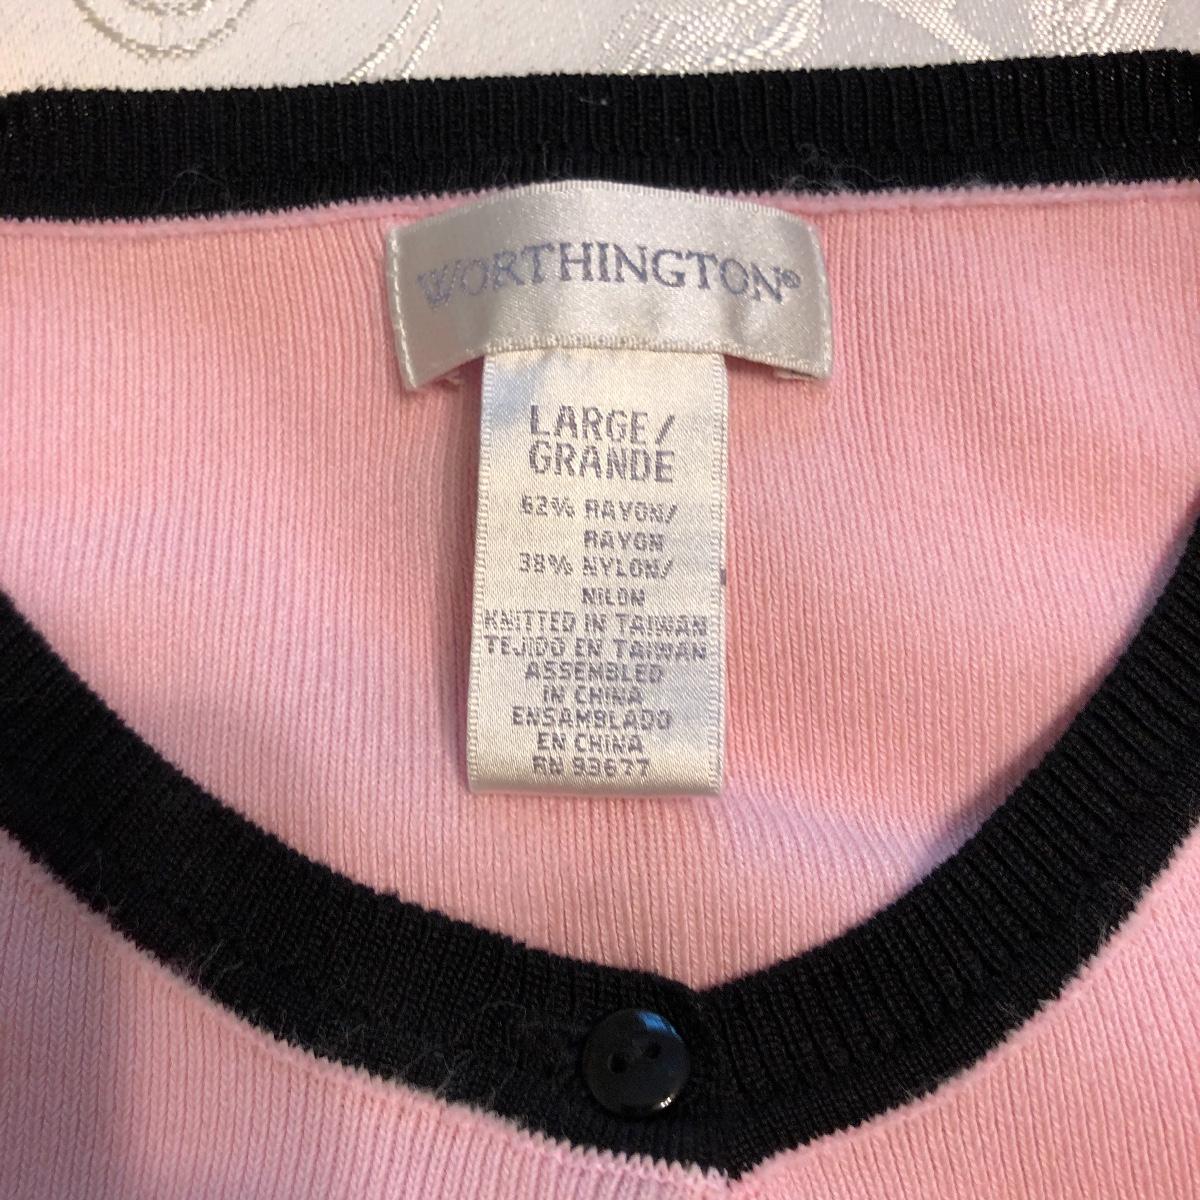 WORTHINGTON®
LARGE/
GRANDE
62% RAYON/
RAYON
38% NYLON/
NILON
KNITTED IN TAIWAN
TEJIDO EN TAIWAN
ASSEMBLED
IN CHINA
ENSAMBLADO
EN CHINA
RN 93677